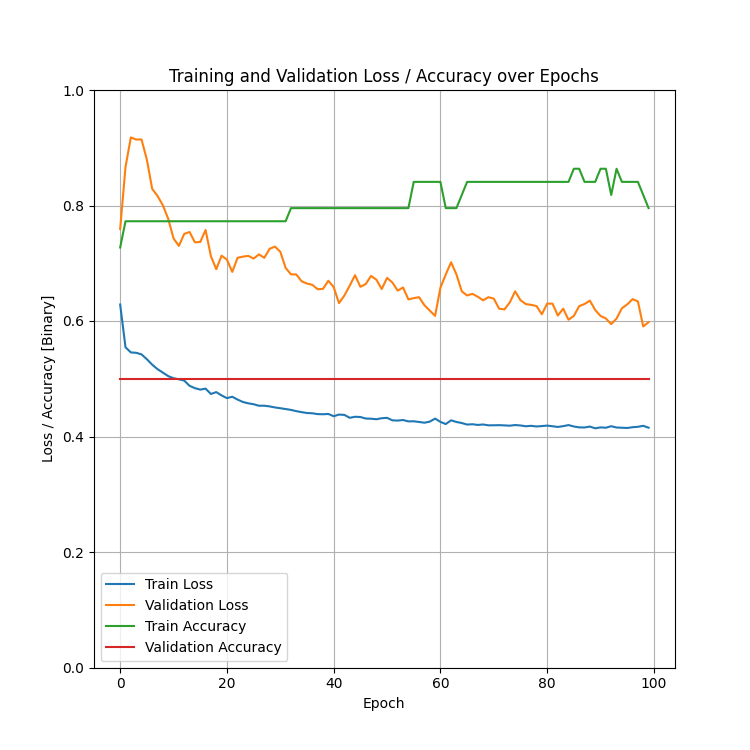 Training and Validation Loss / Accuracy over Epochs
Loss / Accuracy [Binary]
1.0
0.8
0.6
0.4
0.2
0.0
Train Loss
Validation Loss
Train Accuracy
Validation Accuracy
0 20 40 60 80 100
Epoch